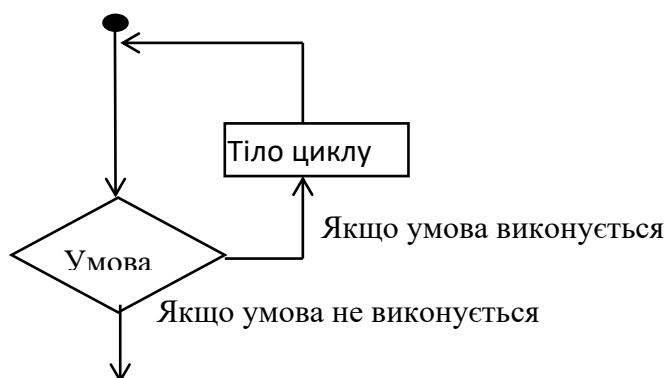 Тіло циклу
Якщо умова виконується
Умова
Якщо умова не виконується